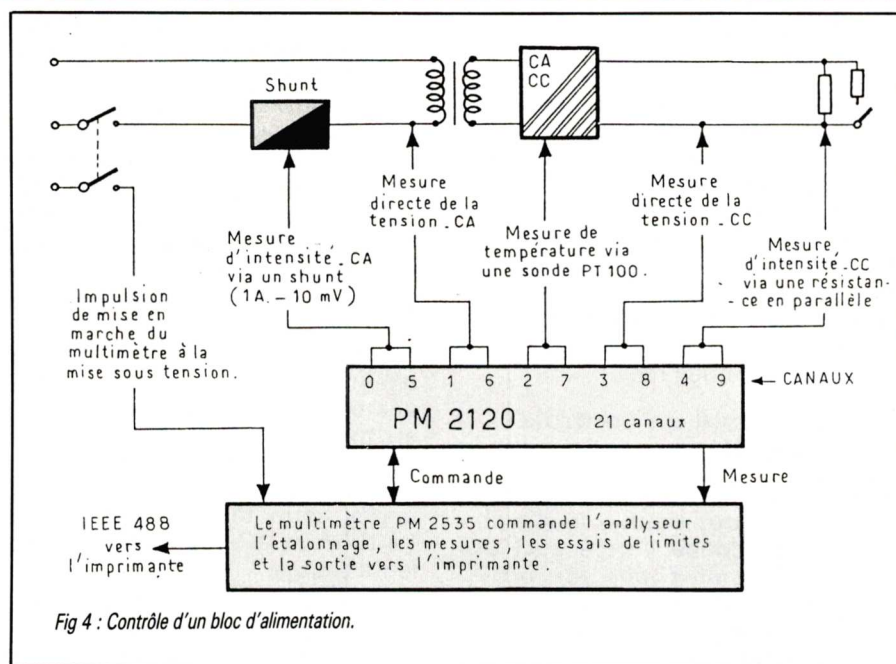 CA
CC
Shunt
Mesure
directe de la
tension_CA
Mesure
directe de la
tension_CC
Mesure
d'intensité_CA
via un shunt
(1A.-10 mV)
Mesure de
température via
une sonde PT 100.
Mesure
d'intensité_CC
via une résistan-
-ce en parallèle
Impulsion
de mise en
marche du
multimètre à la
mise sous tension.
0 5 1 6 2 7 3 8 4 9
CANAUX
PM 2120 21 canaux
Commande
Mesure
IEEE 488
vers
l'imprimante
Le multimètre PM 2535 commande l'analyseur
l'étalonnage, les mesures, les essais de limites
et la sortie vers l'imprimante.
Fig 4 : Contrôle d'un bloc d'alimentation.